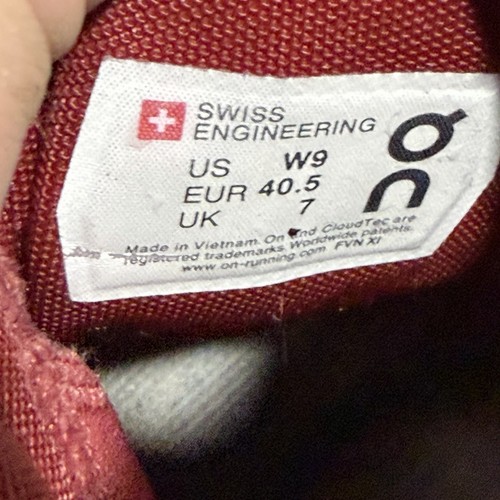 SWISS
ENGINEERING
US W9
EUR 40.5
UK 7
On
Made in Vietnam. On and CloudTec are
registered trademarks Worldwide patents.
www.on-running.com FVN XI